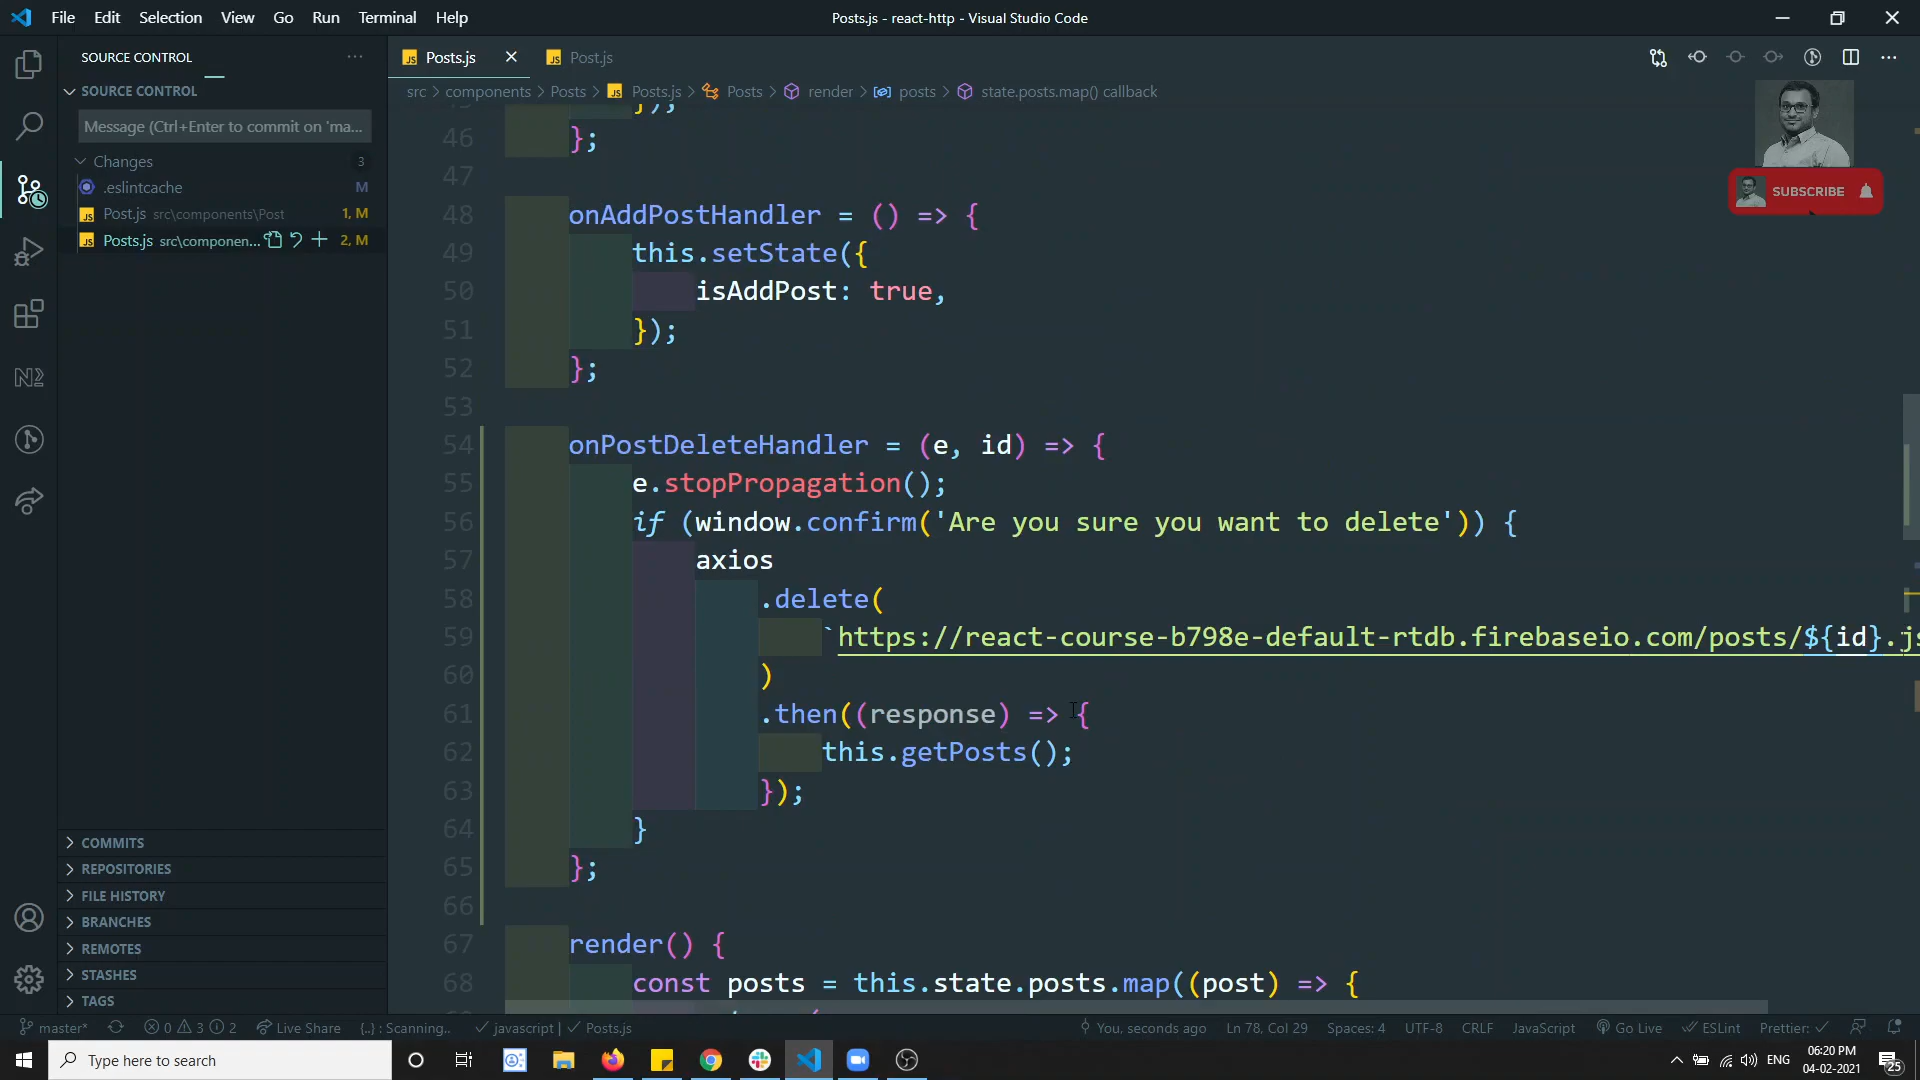 File Edit Selection View Go Run Terminal Help
Posts.js - react-http - Visual Studio Code
SOURCE CONTROL
SOURCE CONTROL
Message (Ctrl+Enter to commit on 'ma...
Changes 3
.eslintcache M
Post.js src\components\Post 1, M
Posts.js src\componen... 2, M
COMMITS
REPOSITORIES
FILE HISTORY
BRANCHES
REMOTES
STASHES
TAGS
Posts.js Post.js
src > components > Posts > Posts.js > Posts > render > posts > state.posts.map() callback
SUBSCRIBE
});
46 };
47
48 onAddPostHandler = () => {
49 this.setState({
50 isAddPost: true,
51 });
52 };
53
54 onPostDeleteHandler = (e, id) => {
55 e.stopPropagation();
56 if (window.confirm('Are you sure you want to delete')) {
57 axios
58 .delete(
59 `https://react-course-b798e-default-rtdb.firebaseio.com/posts/${id}.js
60 )
61 .then((response) => {
62 this.getPosts();
63 });
64 }
65 };
66
67 render() {
68 const posts = this.state.posts.map((post) => {
master* 0 3 2 Live Share {..} : Scanning.. javascript | Posts.js You, seconds ago Ln 78, Col 29 Spaces: 4 UTF-8 CRLF JavaScript Go Live ESLint Prettier:
Type here to search
ENG 06:20 PM
04-02-2021
25